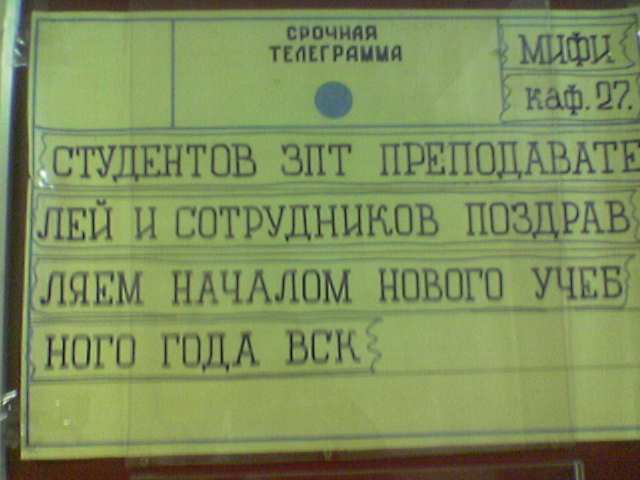 СРОЧНАЯ
ТЕЛЕГРАММА
МИФИ
каф. 27.
СТУДЕНТОВ ЗПТ ПРЕПОДАВАТЕ
ЛЕЙ И СОТРУДНИКОВ ПОЗДРАВ
ЛЯЕМ НАЧАЛОМ НОВОГО УЧЕБ
НОГО ГОДА ВСК